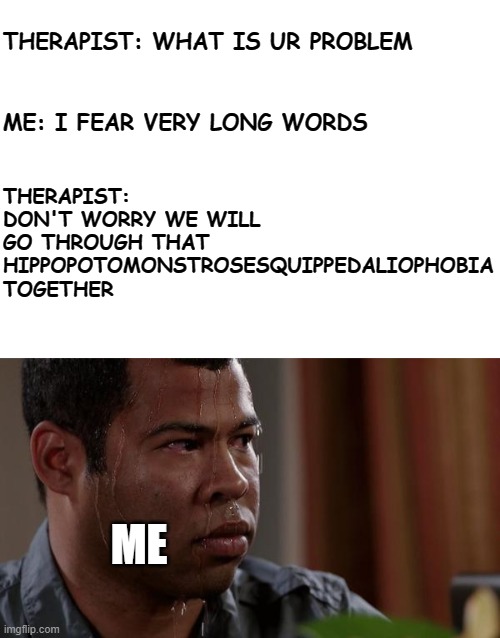 THERAPIST: WHAT IS UR PROBLEM
ME: I FEAR VERY LONG WORDS
THERAPIST:
DON'T WORRY WE WILL
GO THROUGH THAT
HIPPOPOTOMONSTROSESQUIPPEDALIOPHOBIA
TOGETHER
ME
imgflip.com